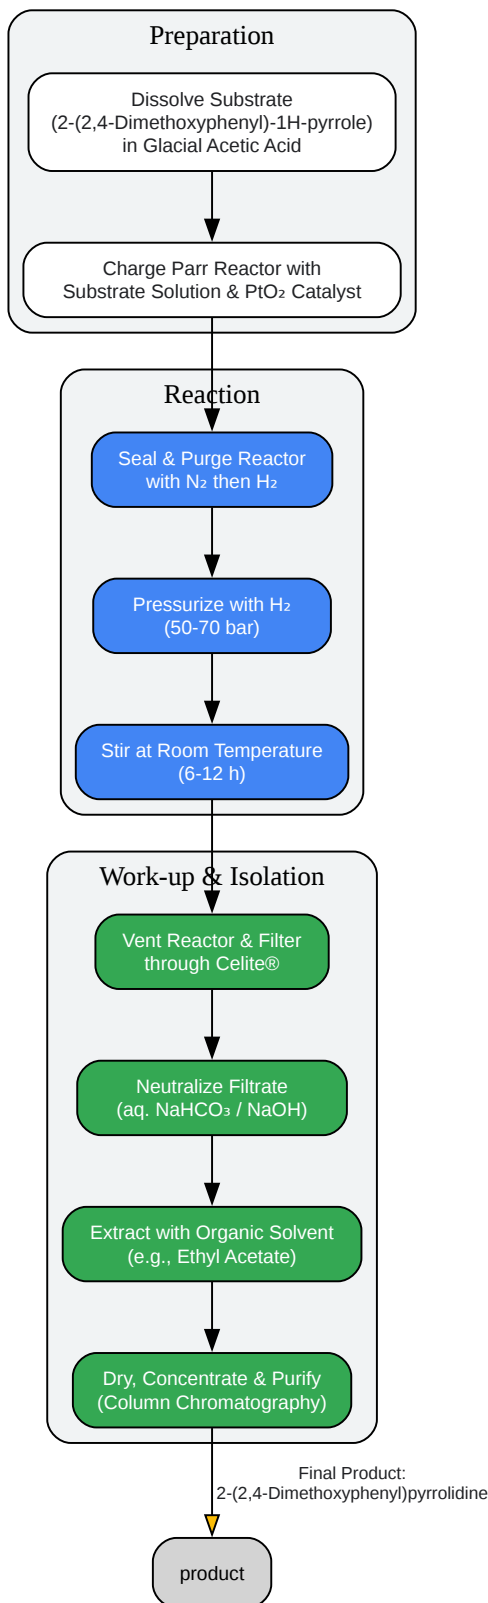 Preparation
Dissolve Substrate
(2-(2,4-Dimethoxyphenyl)-1H-pyrrole)
in Glacial Acetic Acid
Charge Parr Reactor with
Substrate Solution & PtO₂ Catalyst
Reaction
Seal & Purge Reactor
with N₂ then H₂
Pressurize with H₂
(50-70 bar)
Stir at Room Temperature
(6-12 h)
Work-up & Isolation
Vent Reactor & Filter
through Celite®
Neutralize Filtrate
(aq. NaHCO₃ / NaOH)
Extract with Organic Solvent
(e.g., Ethyl Acetate)
Dry, Concentrate & Purify
(Column Chromatography)
Final Product:
2-(2,4-Dimethoxyphenyl)pyrrolidine
product